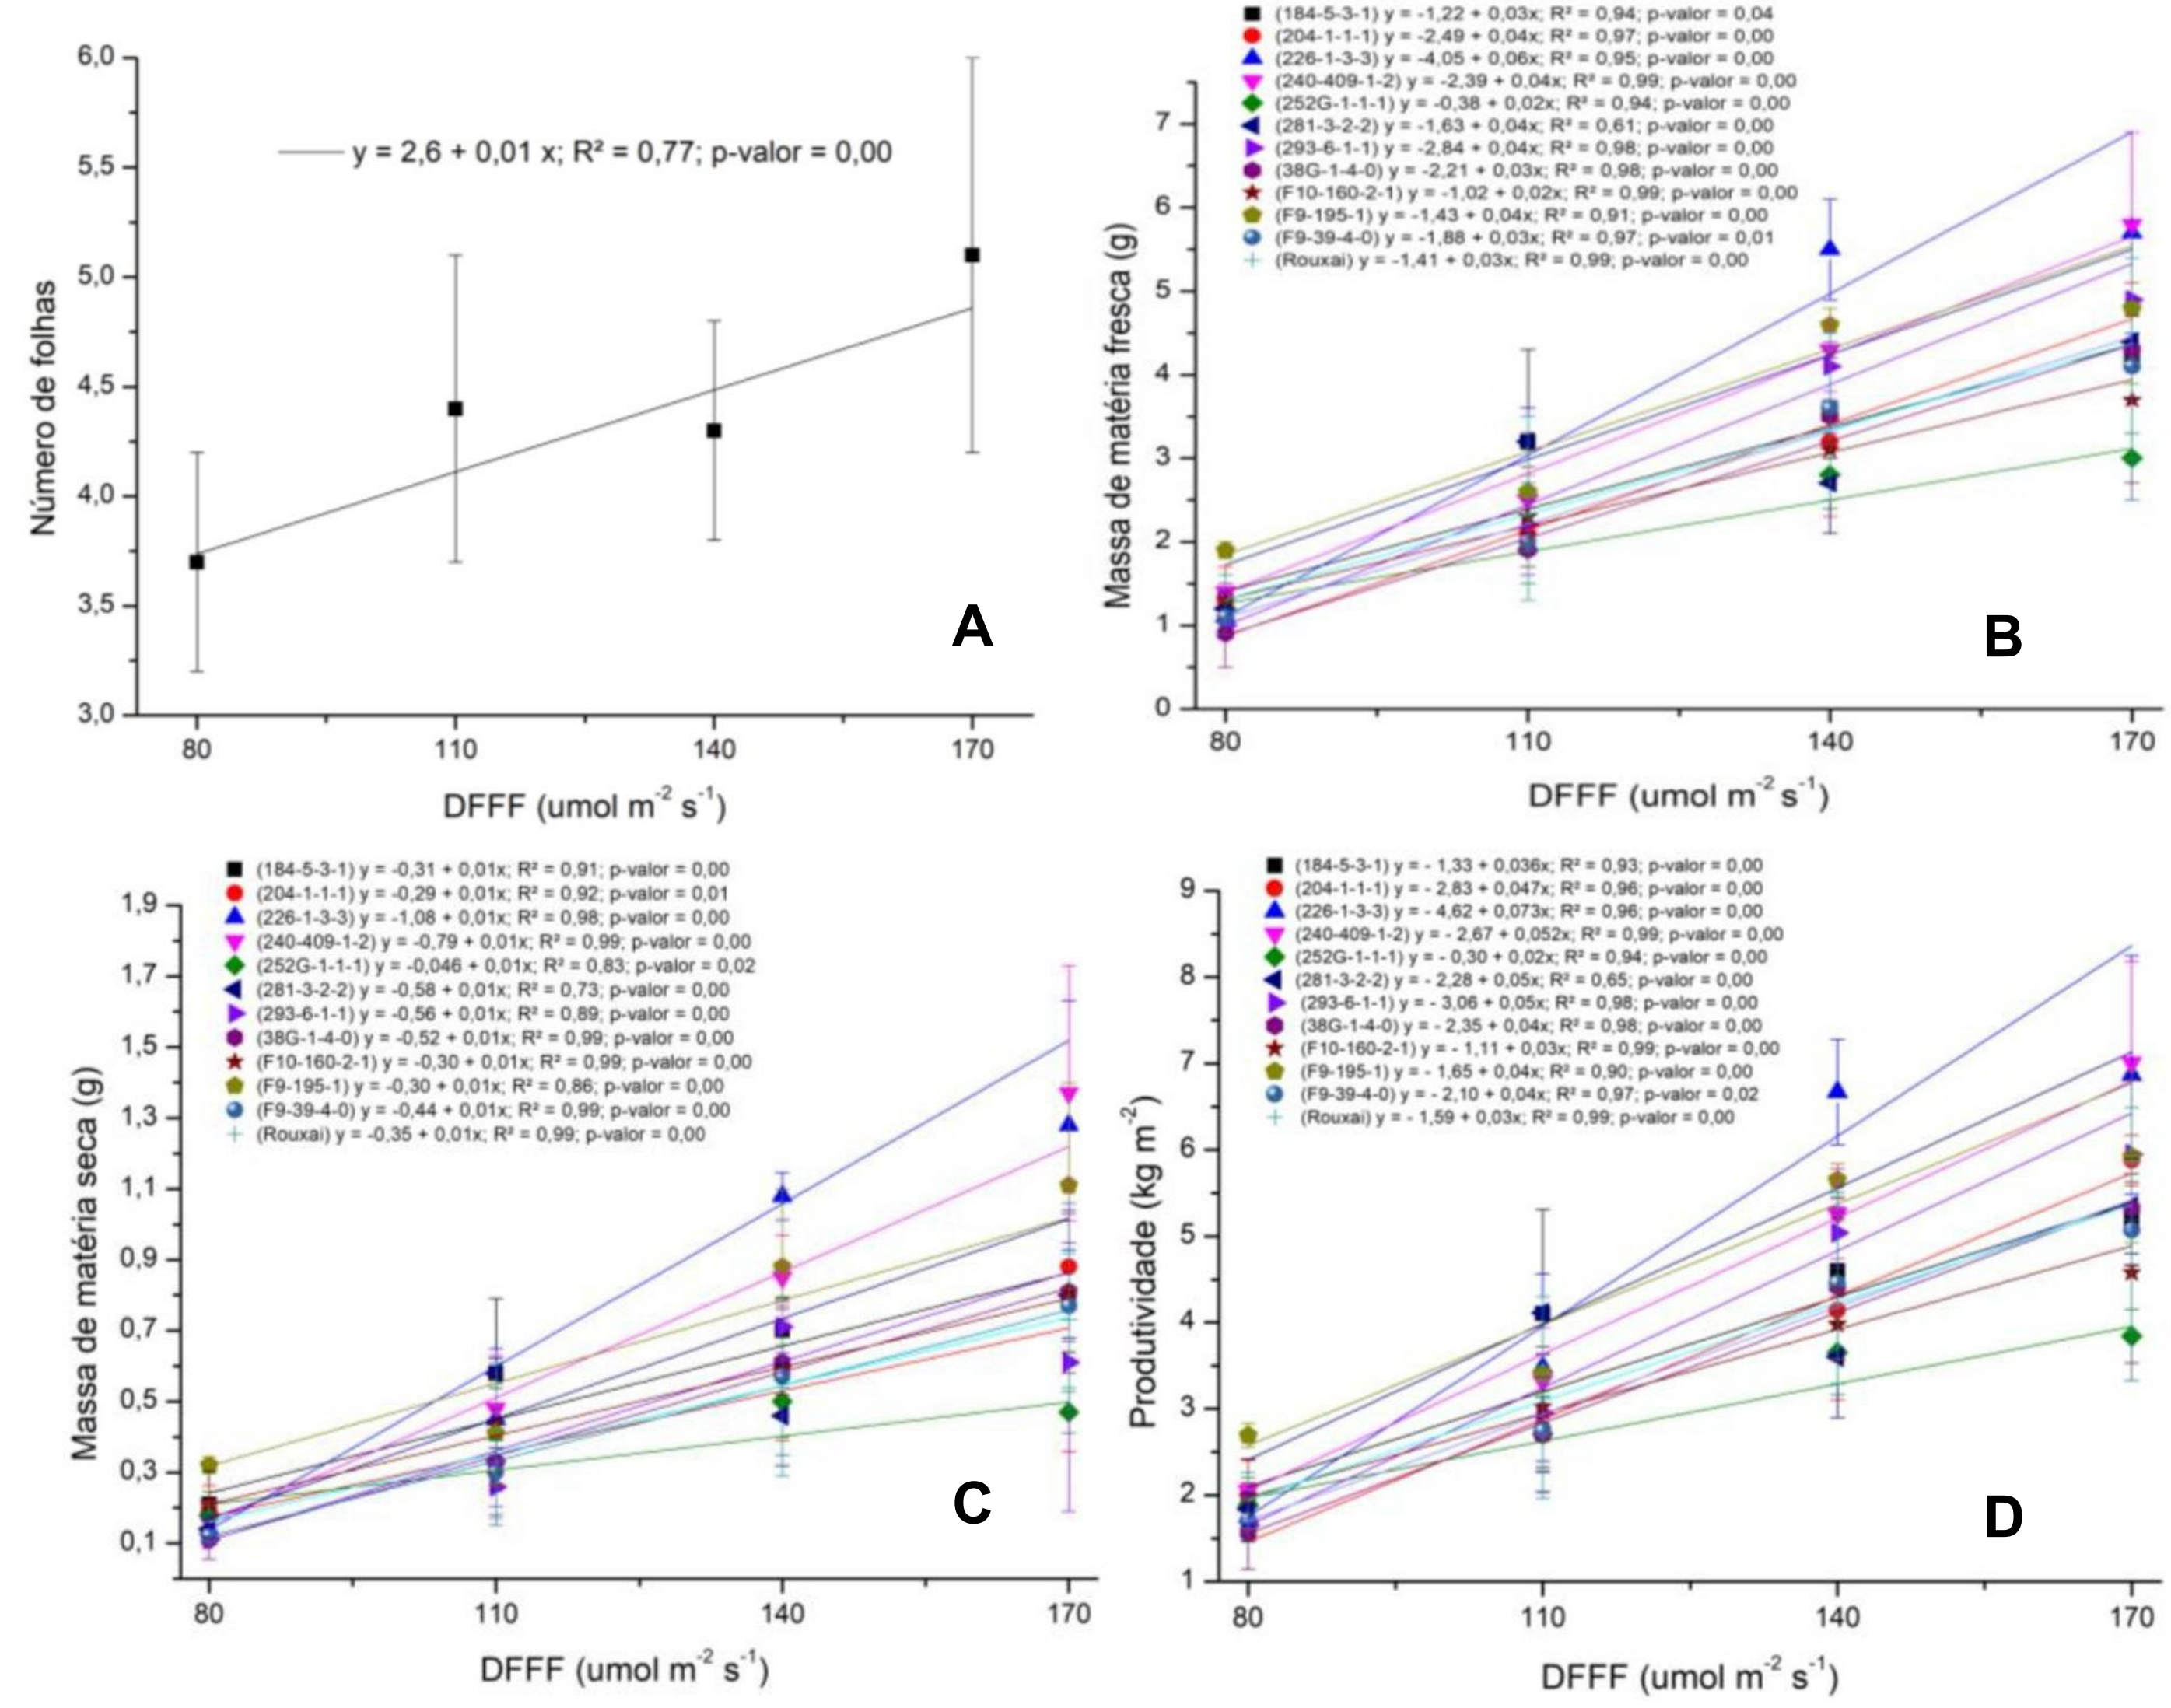 6,0
5,5
5,0
4,5
4,0
3,5
3,0
Número de folhas
y = 2,6 + 0,01 x; R² = 0,77; p-valor = 0,00
A
80 110 140 170
DFFF (umol m⁻² s⁻¹)
(184-5-3-1) y = -1,22 + 0,03x; R² = 0,94; p-valor = 0,04
(204-1-1-1) y = -2,49 + 0,04x; R² = 0,97; p-valor = 0,00
(226-1-3-3) y = -4,05 + 0,06x; R² = 0,95; p-valor = 0,00
(240-409-1-2) y = -2,39 + 0,04x; R² = 0,99; p-valor = 0,00
(252G-1-1-1) y = -0,38 + 0,02x; R² = 0,94; p-valor = 0,00
(281-3-2-2) y = -1,63 + 0,04x; R² = 0,61; p-valor = 0,00
(293-6-1-1) y = -2,84 + 0,04x; R² = 0,98; p-valor = 0,00
(38G-1-4-0) y = -2,21 + 0,03x; R² = 0,98; p-valor = 0,00
(F10-160-2-1) y = -1,02 + 0,02x; R² = 0,99; p-valor = 0,00
(F9-195-1) y = -1,43 + 0,04x; R² = 0,91; p-valor = 0,00
(F9-39-4-0) y = -1,88 + 0,03x; R² = 0,97; p-valor = 0,01
(Rouxai) y = -1,41 + 0,03x; R² = 0,99; p-valor = 0,00
7
6
5
4
3
2
1
0
Massa de matéria fresca (g)
B
80 110 140 170
DFFF (umol m⁻² s⁻¹)
(184-5-3-1) y = -0,31 + 0,01x; R² = 0,91; p-valor = 0,00
(204-1-1-1) y = -0,29 + 0,01x; R² = 0,92; p-valor = 0,01
(226-1-3-3) y = -1,08 + 0,01x; R² = 0,98; p-valor = 0,00
(240-409-1-2) y = -0,79 + 0,01x; R² = 0,99; p-valor = 0,00
(252G-1-1-1) y = -0,046 + 0,01x; R² = 0,83; p-valor = 0,02
(281-3-2-2) y = -0,58 + 0,01x; R² = 0,73; p-valor = 0,00
(293-6-1-1) y = -0,56 + 0,01x; R² = 0,89; p-valor = 0,00
(38G-1-4-0) y = -0,52 + 0,01x; R² = 0,99; p-valor = 0,00
(F10-160-2-1) y = -0,30 + 0,01x; R² = 0,99; p-valor = 0,00
(F9-195-1) y = -0,30 + 0,01x; R² = 0,86; p-valor = 0,00
(F9-39-4-0) y = -0,44 + 0,01x; R² = 0,99; p-valor = 0,00
(Rouxai) y = -0,35 + 0,01x; R² = 0,99; p-valor = 0,00
1,9
1,7
1,5
1,3
1,1
0,9
0,7
0,5
0,3
0,1
Massa de matéria seca (g)
C
80 110 140 170
DFFF (umol m⁻² s⁻¹)
(184-5-3-1) y = - 1,33 + 0,036x; R² = 0,93; p-valor = 0,00
(204-1-1-1) y = - 2,83 + 0,047x; R² = 0,96; p-valor = 0,00
(226-1-3-3) y = - 4,62 + 0,073x; R² = 0,96; p-valor = 0,00
(240-409-1-2) y = - 2,67 + 0,052x; R² = 0,99; p-valor = 0,00
(252G-1-1-1) y = - 0,30 + 0,02x; R² = 0,94; p-valor = 0,00
(281-3-2-2) y = - 2,28 + 0,05x; R² = 0,65; p-valor = 0,00
(293-6-1-1) y = - 3,06 + 0,05x; R² = 0,98; p-valor = 0,00
(38G-1-4-0) y = - 2,35 + 0,04x; R² = 0,98; p-valor = 0,00
(F10-160-2-1) y = - 1,11 + 0,03x; R² = 0,99; p-valor = 0,00
(F9-195-1) y = - 1,65 + 0,04x; R² = 0,90; p-valor = 0,00
(F9-39-4-0) y = - 2,10 + 0,04x; R² = 0,97; p-valor = 0,02
(Rouxai) y = - 1,59 + 0,03x; R² = 0,99; p-valor = 0,00
9
8
7
6
5
4
3
2
1
Produtividade (kg m⁻²)
D
80 110 140 170
DFFF (umol m⁻² s⁻¹)